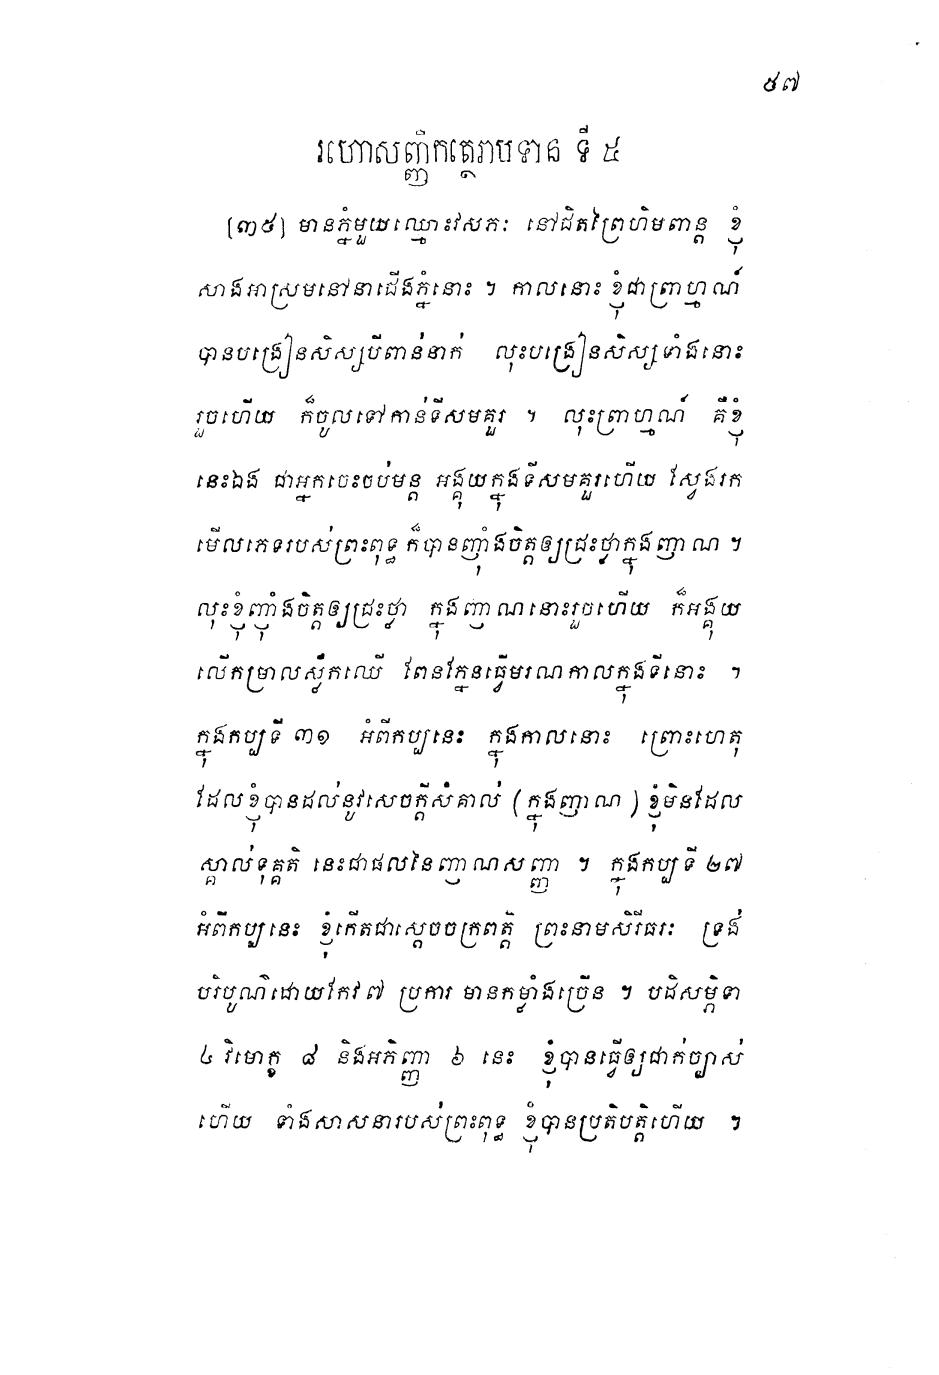 ៥៧
រហោសញ្ញិកត្ថេរាបទាន ទី ៥
[៣៥] មានភ្នំមួយឈ្មោះវសភៈ នៅជិតព្រៃហិមពាន្ត ខ្ញុំ
សាងអាស្រមនៅនាជើងភ្នំនោះ ។ កាលនោះ ខ្ញុំជាព្រាហ្មណ៍
បានបង្រៀនសិស្សបីពាន់នាក់ លុះបង្រៀនសិស្សទាំងនោះ
រួចហើយ ក៏ចូលទៅកាន់ទីសមគួរ ។ លុះព្រាហ្មណ៍ គឺខ្ញុំ
នេះឯង ជាអ្នកចេះចប់មន្ត អង្គុយក្នុងទីសមគួរហើយ ស្វែងរក
មើលភេទរបស់ព្រះពុទ្ធ ក៏បានញុំាងចិត្តឲ្យជ្រះថ្លាក្នុងញាណ ។
លុះខ្ញុំញុំាងចិត្តឲ្យជ្រះថ្លា ក្នុងញាណនោះរួចហើយ ក៏អង្គុយ
លើកម្រាលស្លឹកឈើ ពែនភ្នែនធ្វើមរណកាលក្នុងទីនោះ ។
ក្នុងកប្បទី ៣១ អំពីកប្បនេះ ក្នុងកាលនោះ ព្រោះហេតុ
ដែលខ្ញុំបានដល់នូវសេចក្តីសំគាល់ (ក្នុងញាណ) ខ្ញុំមិនដែល
ស្គាល់ទុគ្គតិ នេះជាផលនៃញាណសញ្ញា ។ ក្នុងកប្បទី ២៧
អំពីកប្បនេះ ខ្ញុំកើតជាស្តេចចក្រពត្តិ ព្រះនាមសិរីធរៈ ទ្រង់
បរិបូណ៌ដោយកែវ ៧ ប្រការ មានកម្លាំងច្រើន ។ បដិសម្ភិទា
៤ វិមោក្ខ ៨ និងអភិញ្ញា ៦ នេះ ខ្ញុំបានធ្វើឲ្យជាក់ច្បាស់
ហើយ ទាំងសាសនារបស់ព្រះពុទ្ធ ខ្ញុំបានប្រតិបត្តិហើយ ។